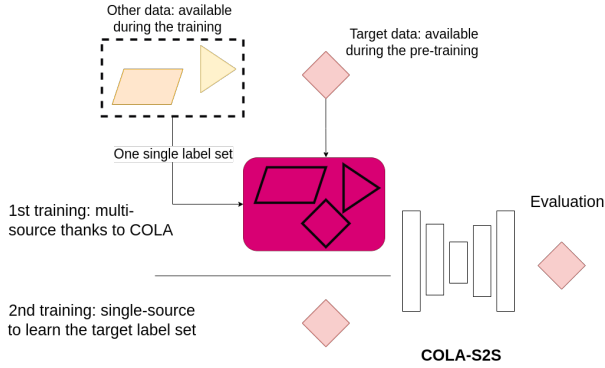 Other data: available
during the training
Target data: available
during the pre-training
One single label set
1st training: multi-
source thanks to COLA
Evaluation
2nd training: single-source
to learn the target label set
COLA-S2S